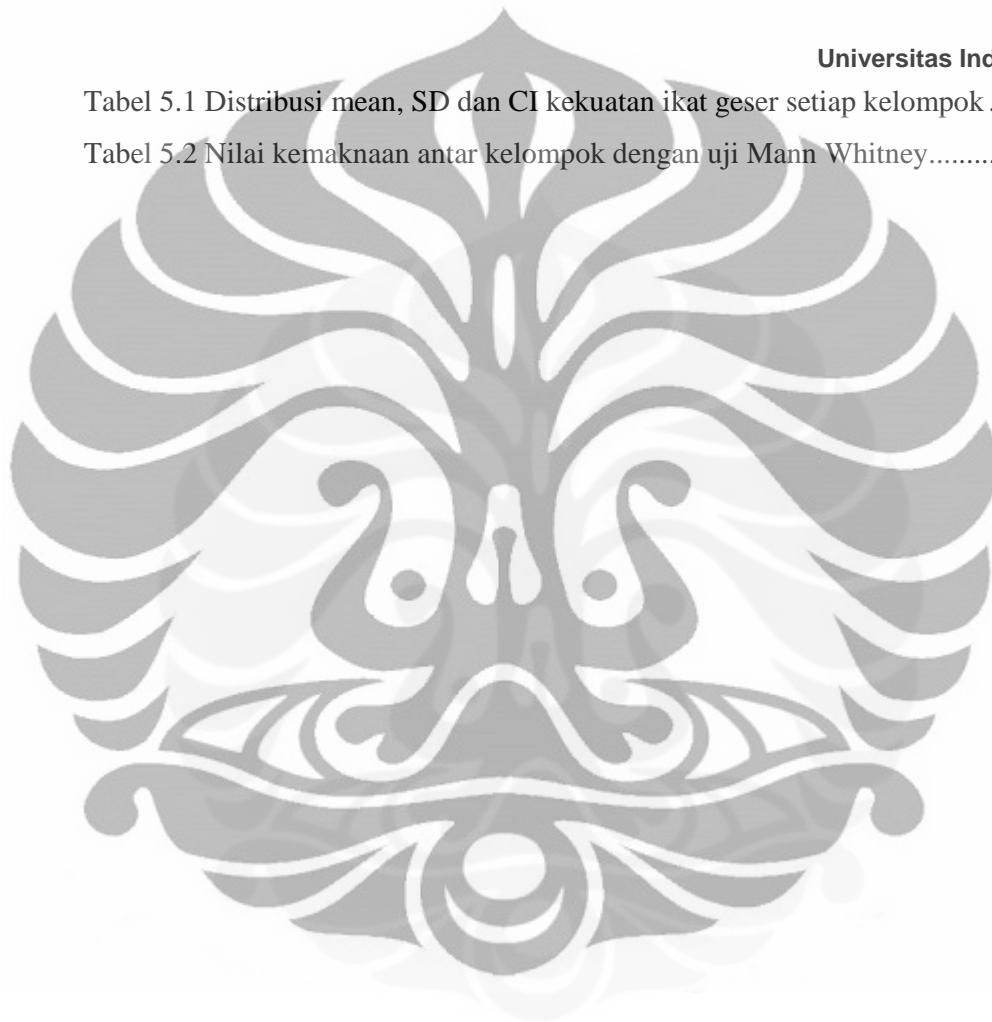 Universitas Ind
Tabel 5.1 Distribusi mean, SD dan CI kekuatan ikat geser setiap kelompok.
Tabel 5.2 Nilai kemaknaan antar kelompok dengan uji Mann Whitney.........